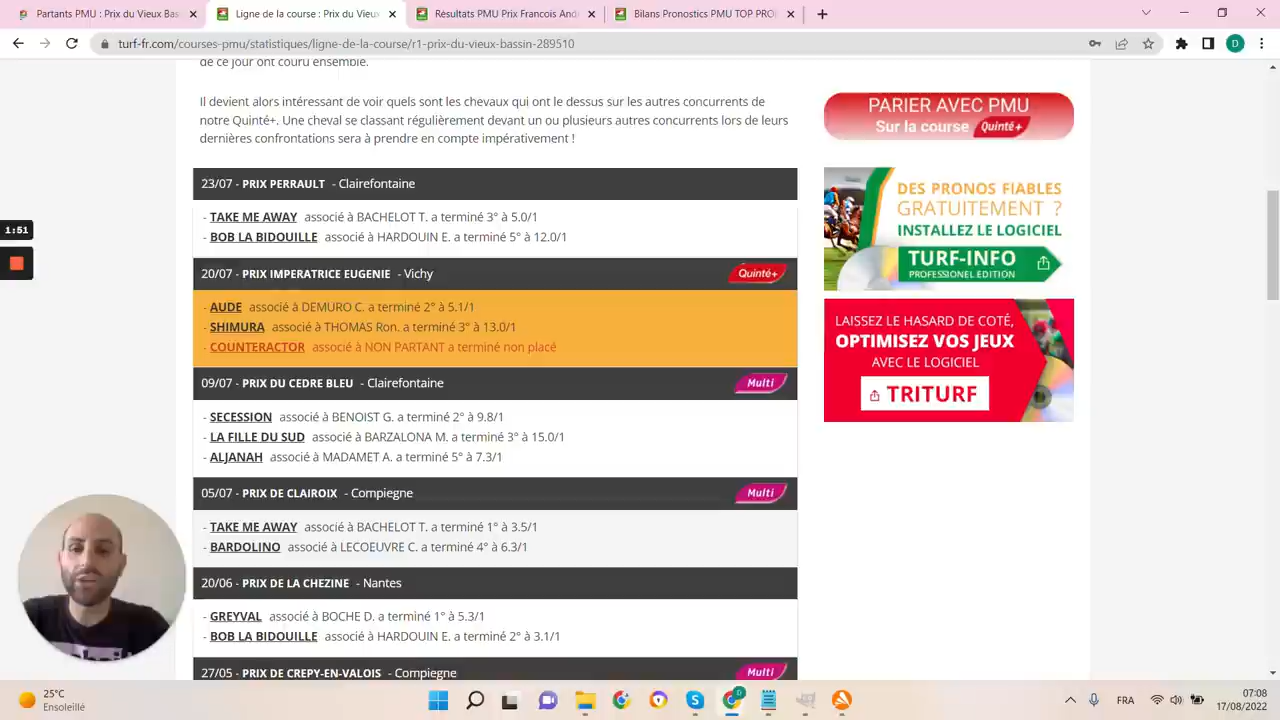 Partants PMU : Prix du Vieux Bas
Ligne de la course : Prix du Vieux
Résultats PMU Prix François And
Bilans Pronostics PMU TOP PRO
turf-fr.com/courses-pmu/statistiques/ligne-de-la-course/r1-prix-du-vieux-bassin-289510
D
de ce jour ont couru ensemble.
Il devient alors intéressant de voir quels sont les chevaux qui ont le dessus sur les autres concurrents de
notre Quinté+. Une cheval se classant régulièrement devant un ou plusieurs autres concurrents lors de leurs
dernières confrontations sera à prendre en compte impérativement !
23/07 - PRIX PERRAULT - Clairefontaine
- TAKE ME AWAY associé à BACHELOT T. a terminé 3° à 5.0/1
- BOB LA BIDOUILLE associé à HARDOUIN E. a terminé 5° à 12.0/1
20/07 - PRIX IMPERATRICE EUGENIE - Vichy
Quinté+
- AUDE associé à DEMURO C. a terminé 2° à 5.1/1
- SHIMURA associé à THOMAS Ron. a terminé 3° à 13.0/1
- COUNTERACTOR associé à NON PARTANT a terminé non placé
09/07 - PRIX DU CEDRE BLEU - Clairefontaine
Multi
- SECESSION associé à BENOIST G. a terminé 2° à 9.8/1
- LA FILLE DU SUD associé à BARZALONA M. a terminé 3° à 15.0/1
- ALJANAH associé à MADAMET A. a terminé 5° à 7.3/1
05/07 - PRIX DE CLAIROIX - Compiegne
Multi
- TAKE ME AWAY associé à BACHELOT T. a terminé 1° à 3.5/1
- BARDOLINO associé à LECOEUVRE C. a terminé 4° à 6.3/1
20/06 - PRIX DE LA CHEZINE - Nantes
- GREYVAL associé à BOCHE D. a terminé 1° à 5.3/1
- BOB LA BIDOUILLE associé à HARDOUIN E. a terminé 2° à 3.1/1
27/05 - PRIX DE CREPY-EN-VALOIS - Compiegne
Multi
PARIER AVEC PMU
Sur la course Quinté+
DES PRONOS FIABLES
GRATUITEMENT ?
INSTALLEZ LE LOGICIEL
TURF-INFO
PROFESSIONEL EDITION
LAISSEZ LE HASARD DE COTÉ,
OPTIMISEZ VOS JEUX
AVEC LE LOGICIEL
TRITURF
1:51
25°C
Ensoleillé
D
S
FRA
07:08
17/08/2022